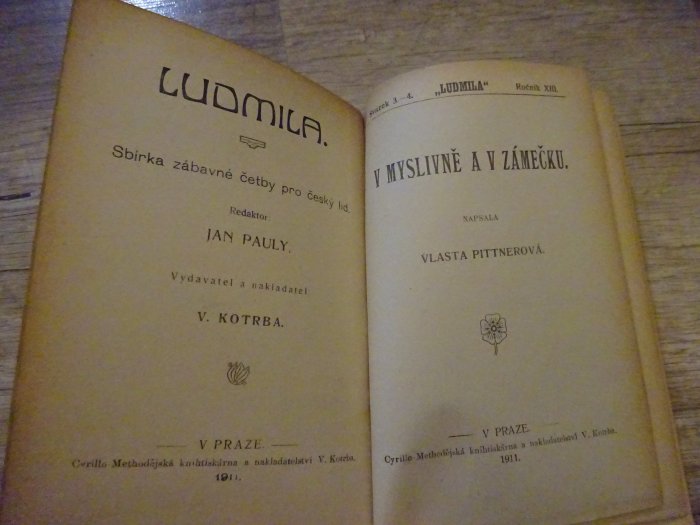 LUDMILA.
Sbírka zábavné četby pro český lid.
Redaktor:
JAN PAULY.
Vydavatel a nakladatel
V. KOTRBA.
V PRAZE.
Cyrillo Methodějská knihtiskárna a nakladatelství V. Kotrba.
1911.
Svazek 3.—4. „LUDMILA“ Ročník XIII.
V MYSLIVNĚ A V ZÁMEČKU.
NAPSALA
VLASTA PITTNEROVÁ.
V PRAZE.
Cyrillo Methodějská knihtiskárna a nakladatelství V. Kotrba.
1911.